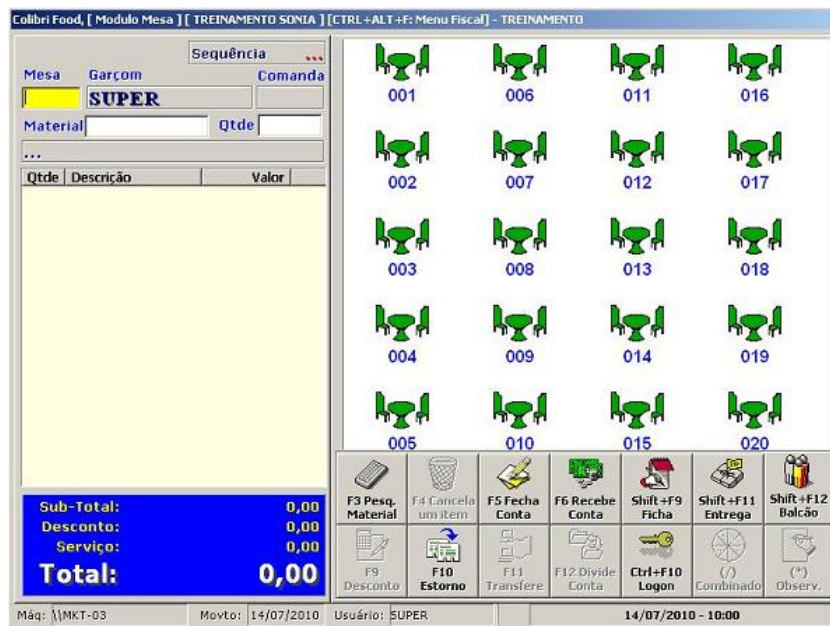 Colibri Food, [ Modulo Mesa ] [ TREINAMENTO SONIA ] [CTRL+ALT+F: Menu Fiscal] - TREINAMENTO
Sequência ...
Mesa Garçom Comanda
SUPER
Material Qtde
...
Qtde Descrição Valor
001 006 011 016
002 007 012 017
003 008 013 018
004 009 014 019
005 010 015 020
F3 Pesq. Material
F4 Cancela um item
F5 Fecha Conta
F6 Recebe Conta
Shift+F9 Ficha
Shift+F11 Entrega
Shift+F12 Balcão
F9 Desconto
F10 Estorno
F11 Transfere
F12 Divide Conta
Ctrl+F10 Logon
(/) Combinado
(*) Observ.
Sub-Total: 0,00
Desconto: 0,00
Serviço: 0,00
Total: 0,00
Máq: \\MKT-03 Movto: 14/07/2010 Usuário: SUPER 14/07/2010 - 10:00